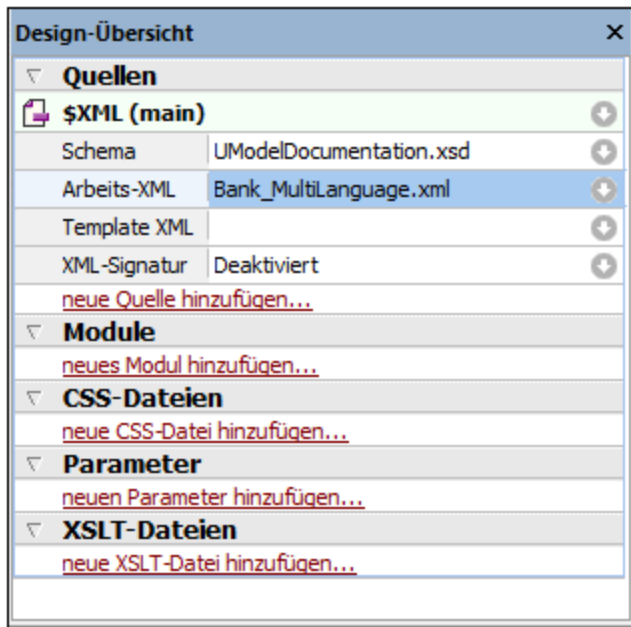 Design-Übersicht
Quellen
$XML (main)
Schema UModelDocumentation.xsd
Arbeits-XML Bank_MultiLanguage.xml
Template XML
XML-Signatur Deaktiviert
neue Quelle hinzufügen...
Module
neues Modul hinzufügen...
CSS-Dateien
neue CSS-Datei hinzufügen...
Parameter
neuen Parameter hinzufügen...
XSLT-Dateien
neue XSLT-Datei hinzufügen...